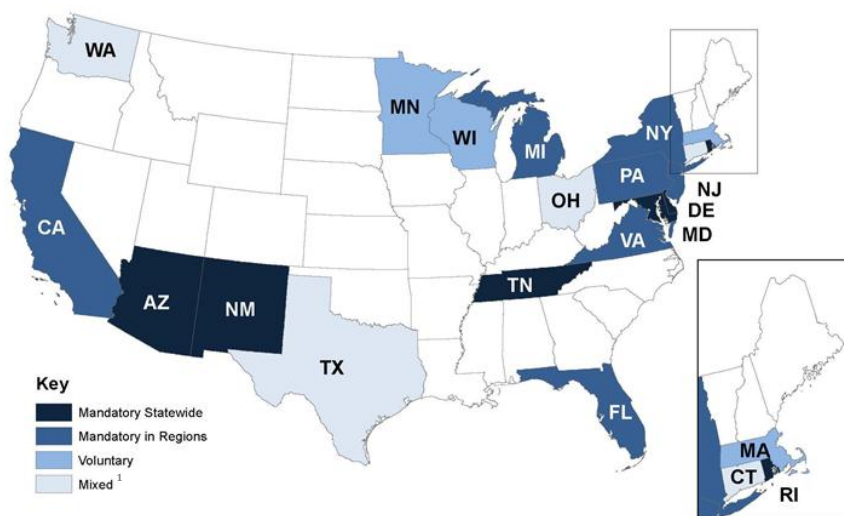 WA
MN
WI
MI
NY
PA
OH
NJ
DE
MD
VA
CA
AZ
NM
TN
TX
FL
Key
Mandatory Statewide
Mandatory in Regions
Voluntary
Mixed 1
MA
CT
RI